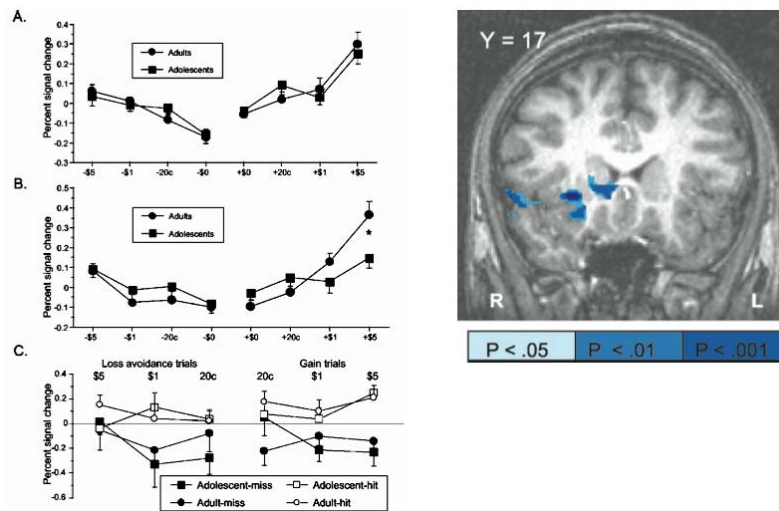 A.
Percent signal change
0.4
0.3
0.2
0.1
0
-0.1
-0.2
-0.3
Adults
Adolescents
-$5 -$1 -20c -$0 +$0 +20c +$1 +$5
B.
Percent signal change
0.5
0.4
0.3
0.2
0.1
0
-0.1
-0.2
Adults
Adolescents
*
-$5 -$1 -20c -$0 +$0 +20c +$1 +$5
C.
Loss avoidance trials Gain trials
$5 $1 20c 20c $1 $5
Percent signal change
0.4
0.2
0
-0.2
-0.4
-0.6
Adolescent-miss Adolescent-hit
Adult-miss Adult-hit
Y = 17
R L
P < .05 P < .01 P < .001